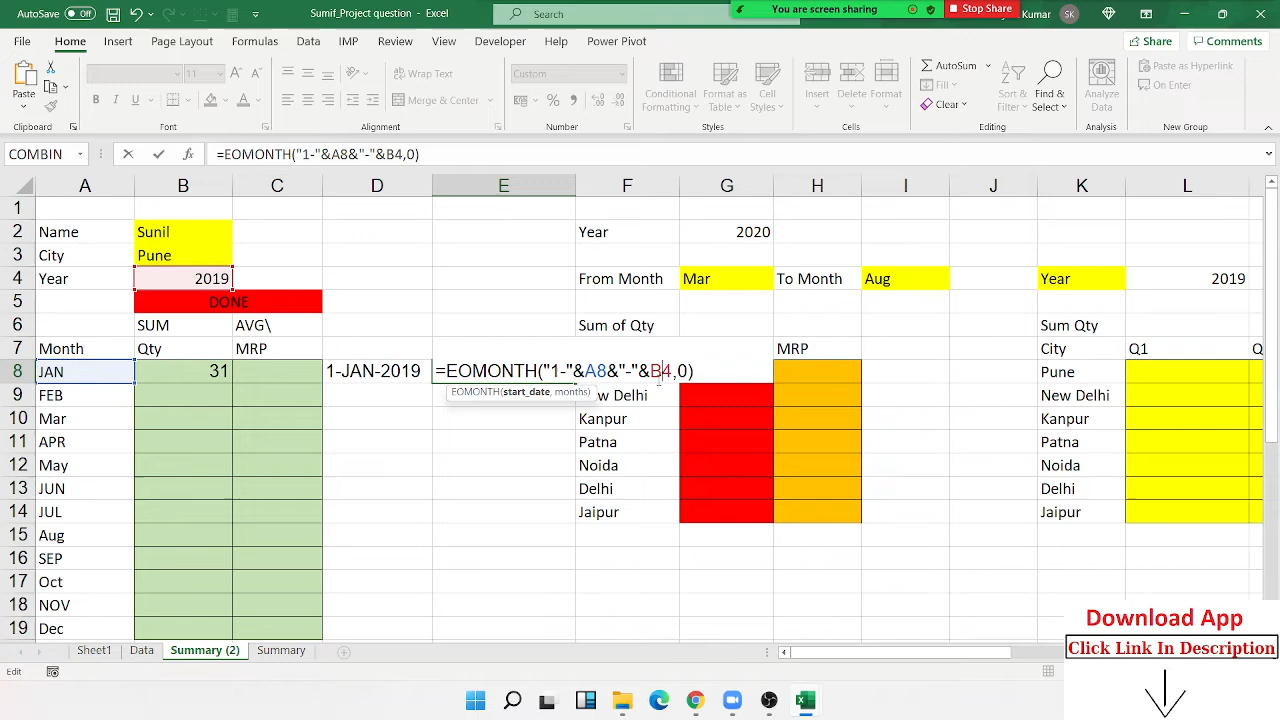 AutoSave Off Sumif_Eg-Oct-2021 - Excel Search You are screen sharing Stop Share Kumar SK
File Home Insert Page Layout Formulas Data IMP Review View Developer Help Power Pivot Share Comments
Paste 11 Wrap Text Custom Conditional Formatting Format as Table Cell Styles Insert Delete Format AutoSum Sort & Filter Find & Select Analyze Data Paste as Hyperlink
B I U Merge & Center Clear On Enter
Clipboard Font Alignment Number Styles Cells Editing Analysis New Group
COMBIN =EOMONTH("1-"&A8&"-"&B4,0)
A B C D E F G H I J K L
1
2 Name Sunil Year 2020
3 City Pune
4 Year 2019 From Month Mar To Month Aug Year 2019
5 DONE
6 SUM AVG\ Sum of Qty Sum Qty
7 Month Qty MRP MRP City Q1 Q
8 JAN 31 1-JAN-2019 =EOMONTH("1-"&A8&"-"&B4,0) Pune
EOMONTH(start_date, months)
9 FEB ew Delhi New Delhi
10 Mar Kanpur Kanpur
11 APR Patna Patna
12 May Noida Noida
13 JUN Delhi Delhi
14 JUL Jaipur Jaipur
15 Aug
16 SEP
17 Oct
18 NOV
19 Dec
Sheet1 Data Summary (2) Summary
Edit
Download App
Click Link In Description